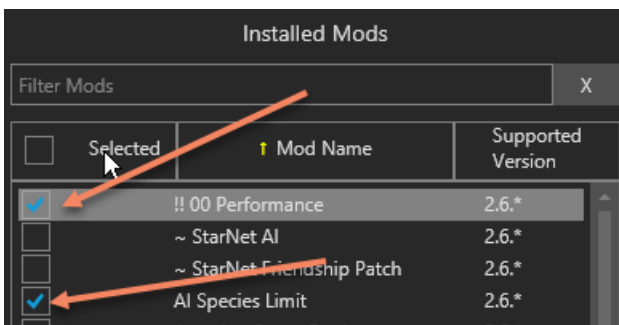 Installed Mods
Filter Mods X
Selected ↑ Mod Name Supported Version
!! 00 Performance 2.6.*
~ StarNet AI 2.6.*
~ StarNet Friendship Patch 2.6.*
AI Species Limit 2.6.*